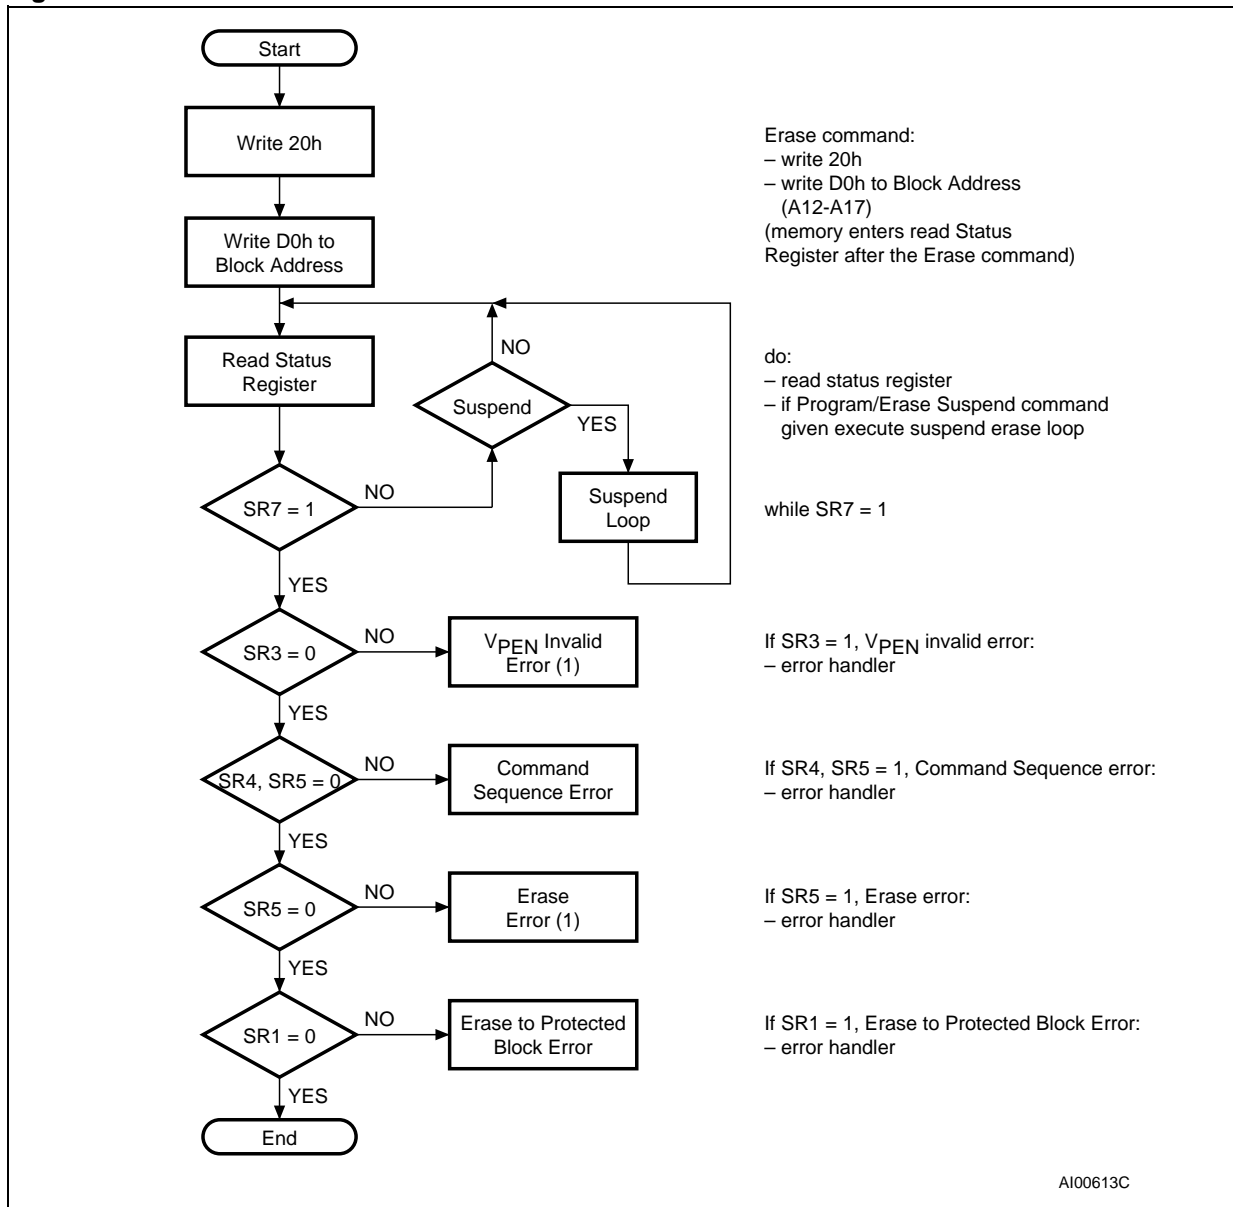 Start
Write 20h
Erase command:
– write 20h
– write D0h to Block Address
(A12-A17)
(memory enters read Status
Register after the Erase command)
Write D0h to
Block Address
Read Status
Register
NO
Suspend
YES
do:
– read status register
– if Program/Erase Suspend command
given execute suspend erase loop
SR7 = 1
NO
Suspend
Loop
while SR7 = 1
YES
SR3 = 0
NO
VPEN Invalid
Error (1)
If SR3 = 1, VPEN invalid error:
– error handler
YES
SR4, SR5 = 0
NO
Command
Sequence Error
If SR4, SR5 = 1, Command Sequence error:
– error handler
YES
SR5 = 0
NO
Erase
Error (1)
If SR5 = 1, Erase error:
– error handler
YES
SR1 = 0
NO
Erase to Protected
Block Error
If SR1 = 1, Erase to Protected Block Error:
– error handler
YES
End
AI00613C